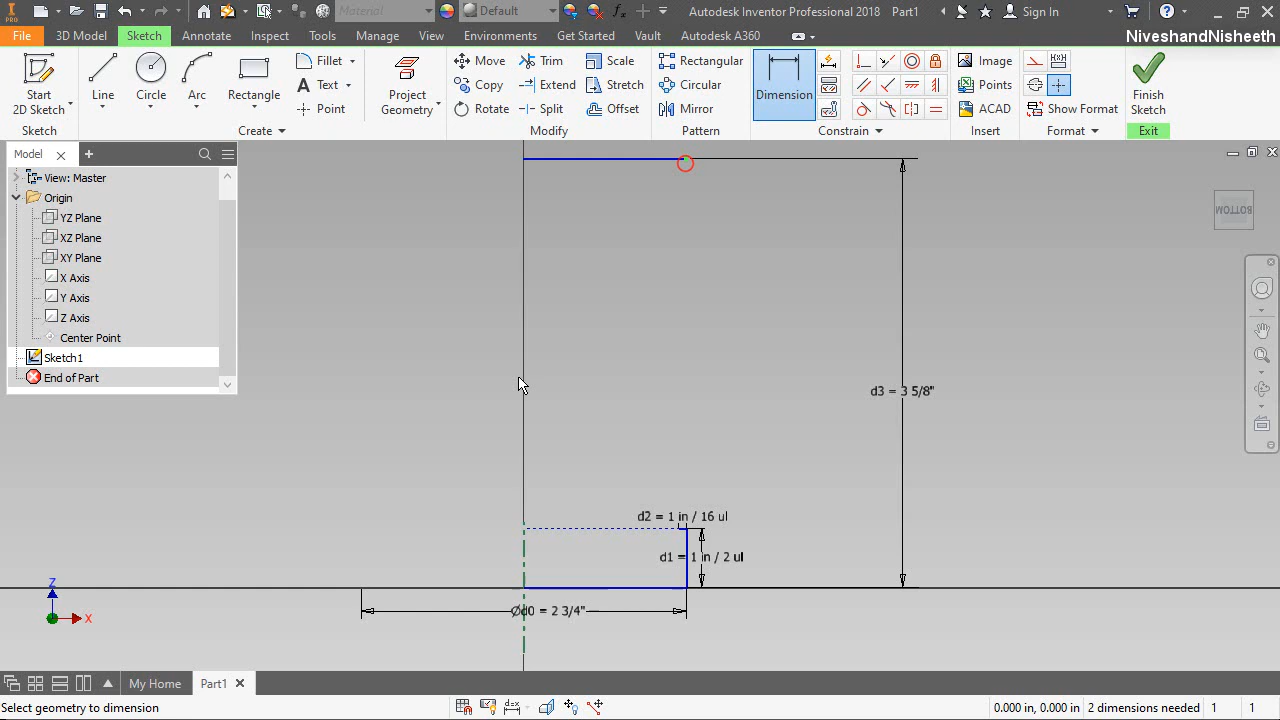 PRO
Material
Default
Autodesk Inventor Professional 2018 Part1
Sign In
File 3D Model Sketch Annotate Inspect Tools Manage View Environments Get Started Vault Autodesk A360
NiveshandNisheeth
Start
2D Sketch
Line
Circle
Arc
Rectangle
Fillet
Text
Point
Project
Geometry
Move Trim Scale
Copy Extend Stretch
Rotate Split Offset
Rectangular
Circular
Mirror
Dimension
Image
Points
ACAD
Show Format
Finish
Sketch
Sketch Create Modify Pattern Constrain Insert Format Exit
Model
View: Master
Origin
YZ Plane
XZ Plane
XY Plane
X Axis
Y Axis
Z Axis
Center Point
Sketch1
End of Part
BOTTOM
d3 = 3 5/8"
d2 = 1 in / 16 ul
d1 = 1 in / 2 ul
Ød0 = 2 3/4"
Z
X
My Home Part1
Select geometry to dimension
0.000 in, 0.000 in 2 dimensions needed 1 1